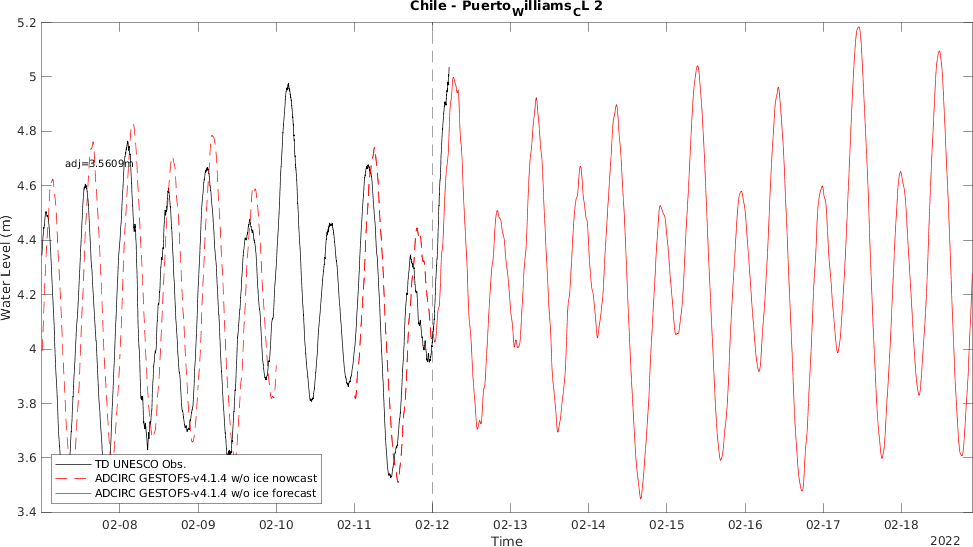 Chile - PuertoWilliamsCL 2
5.2
5
4.8
4.6
4.4
4.2
4
3.8
3.6
3.4
Water Level (m)
adj=3.5609m
TD UNESCO Obs.
ADCIRC GESTOFS-v4.1.4 w/o ice nowcast
ADCIRC GESTOFS-v4.1.4 w/o ice forecast
02-08 02-09 02-10 02-11 02-12 02-13 02-14 02-15 02-16 02-17 02-18
Time
2022